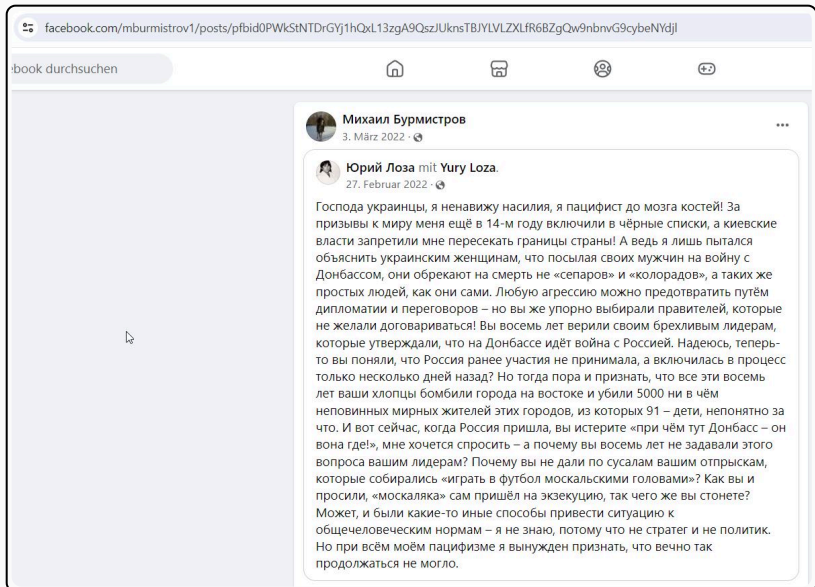 facebook.com/mburmistrov1/posts/pfbid0PWkStNTDrGYj1hQxL13zgA9QszJUknsTBJYLVLZXLfR6BZgQw9nbnvG9cybeNYdjl
book durchsuchen
Михаил Бурмистров
3. März 2022 ·
Юрий Лоза mit Yury Loza.
27. Februar 2022 ·
Господа украинцы, я ненавижу насилия, я пацифист до мозга костей! За
призывы к миру меня ещё в 14-м году включили в чёрные списки, а киевские
власти запретили мне пересекать границы страны! А ведь я лишь пытался
объяснить украинским женщинам, что посылая своих мужчин на войну с
Донбассом, они обрекают на смерть не «сепаров» и «колорадов», а таких же
простых людей, как они сами. Любую агрессию можно предотвратить путём
дипломатии и переговоров – но вы же упорно выбирали правителей, которые
не желали договариваться! Вы восемь лет верили своим брехливым лидерам,
которые утверждали, что на Донбассе идёт война с Россией. Надеюсь, теперь-
то вы поняли, что Россия ранее участия не принимала, а включилась в процесс
только несколько дней назад? Но тогда пора и признать, что все эти восемь
лет ваши хлопцы бомбили города на востоке и убили 5000 ни в чём
неповинных мирных жителей этих городов, из которых 91 – дети, непонятно за
что. И вот сейчас, когда Россия пришла, вы истерите «при чём тут Донбасс – он
вона где!», мне хочется спросить – а почему вы восемь лет не задавали этого
вопроса вашим лидерам? Почему вы не дали по сусалам вашим отпрыскам,
которые собирались «играть в футбол москальскими головами»? Как вы и
просили, «москаляка» сам пришёл на экзекуцию, так чего же вы стонете?
Может, и были какие-то иные способы привести ситуацию к
общечеловеческим нормам – я не знаю, потому что не стратег и не политик.
Но при всём моём пацифизме я вынужден признать, что вечно так
продолжаться не могло.